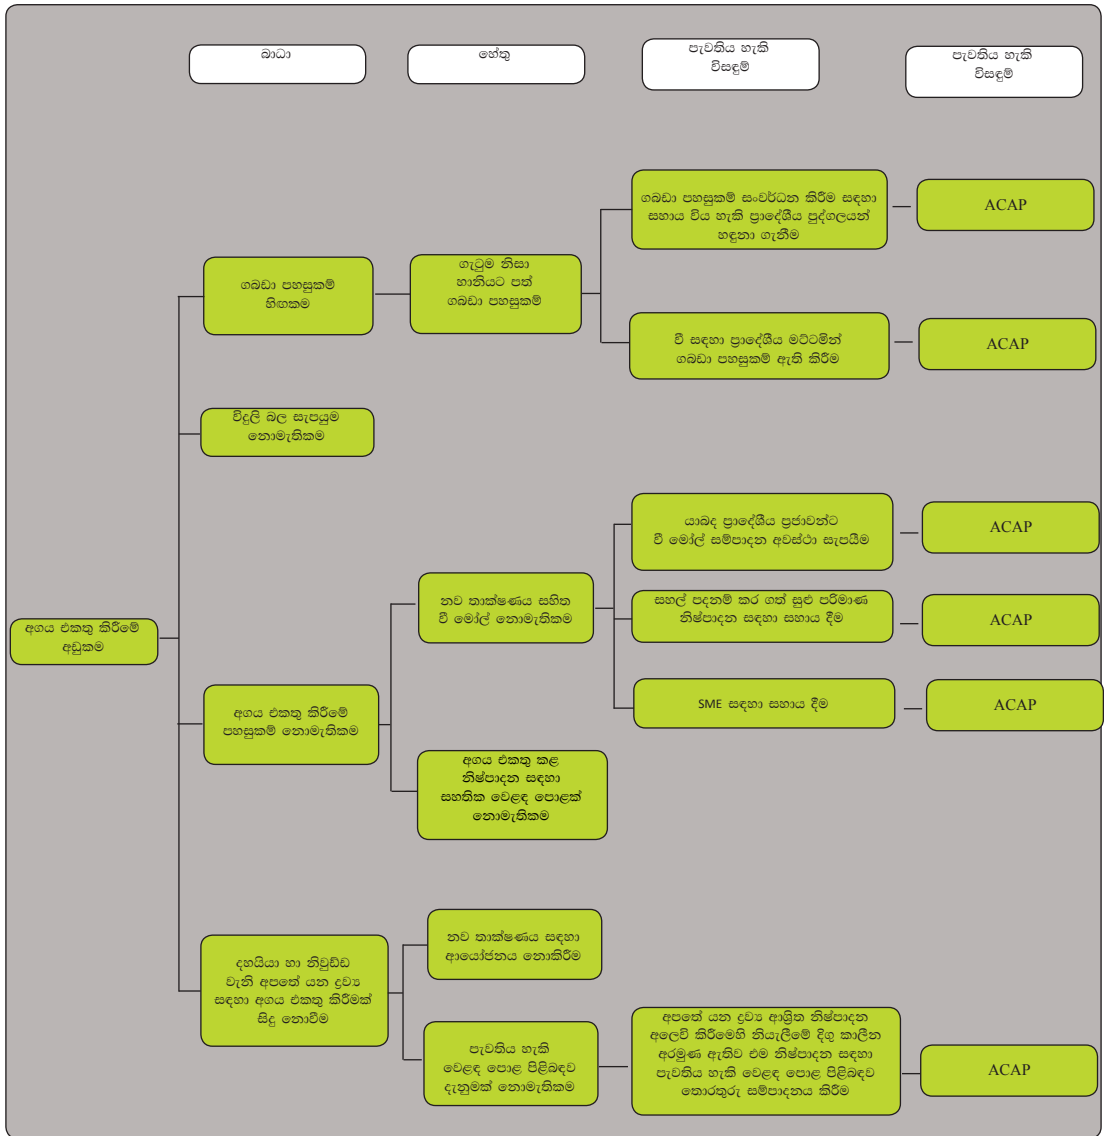 බාධා
හේතු
පැවතිය හැකි
විසඳුම්
පැවතිය හැකි
විසඳුම්
ගබඩා පහසුකම් සංවර්ධන කිරීම සඳහා
සහාය විය හැකි ප්‍රාදේශීය පුද්ගලයන්
හඳුනා ගැනීම
ACAP
ගබඩා පහසුකම්
හිඟකම
ගැටුම නිසා
හානියට පත්
ගබඩා පහසුකම්
වී සඳහා ප්‍රාදේශීය මට්ටමින්
ගබඩා පහසුකම් ඇති කිරීම
ACAP
විදුලි බල සැපයුම
නොමැතිකම
යාබද ප්‍රාදේශීය ප්‍රජාවන්ට
වී මෝල් සම්පාදන අවස්ථා සැපයීම
ACAP
නව තාක්ෂණය සහිත
වී මෝල් නොමැතිකම
සහල් පදනම් කර ගත් සුළු පරිමාණ
නිෂ්පාදන සඳහා සහාය දීම
ACAP
අගය එකතු කිරීමේ
අඩුකම
අගය එකතු කිරීමේ
පහසුකම් නොමැතිකම
SME සඳහා සහාය දීම
ACAP
අගය එකතු කළ
නිෂ්පාදන සඳහා
සහතික වෙළඳ පොළක්
නොමැතිකම
දහයියා හා නිවුඩ්ඩ
වැනි අපතේ යන ද්‍රව්‍ය
සඳහා අගය එකතු කිරීමක්
සිදු නොවීම
නව තාක්ෂණය සඳහා
ආයෝජනය නොකිරීම
පැවතිය හැකි
වෙළඳ පොළ පිළිබඳව
දැනුමක් නොමැතිකම
අපතේ යන ද්‍රව්‍ය ආශ්‍රිත නිෂ්පාදන
අලෙවි කිරීමෙහි නියැලීමේ දිගු කාලීන
අරමුණ ඇතිව එම නිෂ්පාදන සඳහා
පැවතිය හැකි වෙළඳ පොළ පිළිබඳව
තොරතුරු සම්පාදනය කිරීම
ACAP